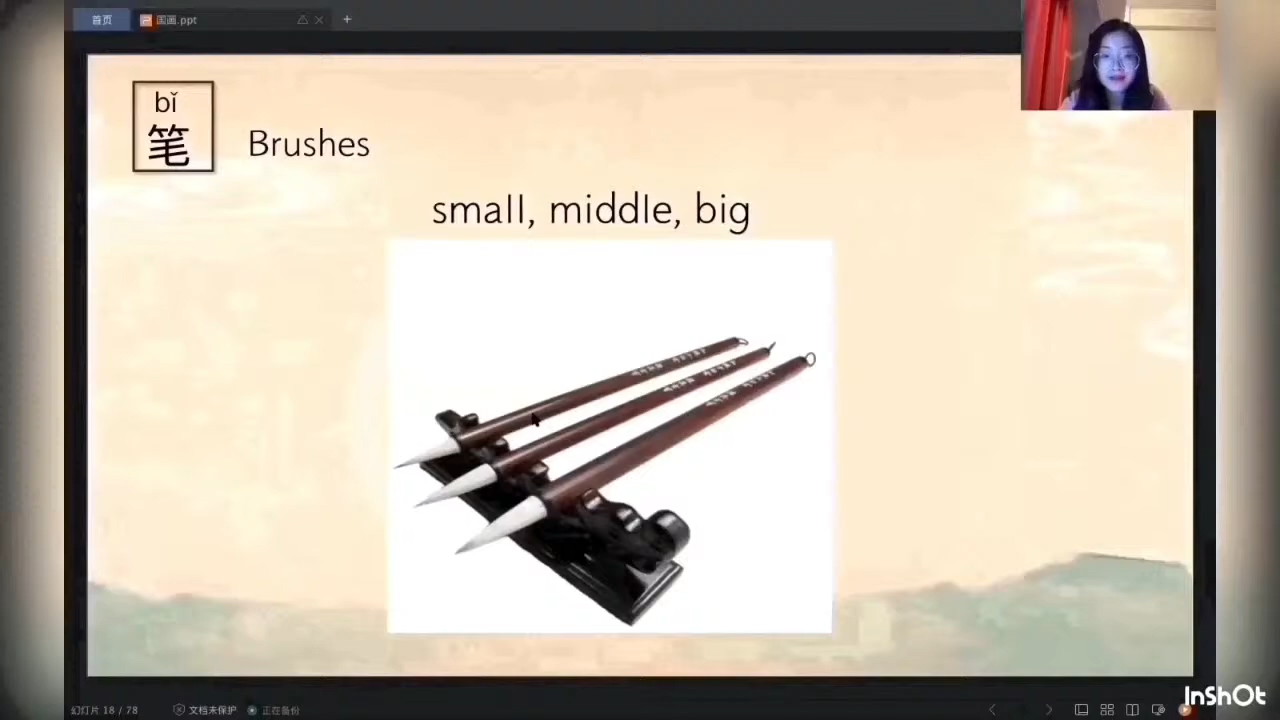 首页
国画.ppt
bǐ
笔
Brushes
small, middle, big
幻灯片 18 / 78
文档未保护
正在备份
InShOt